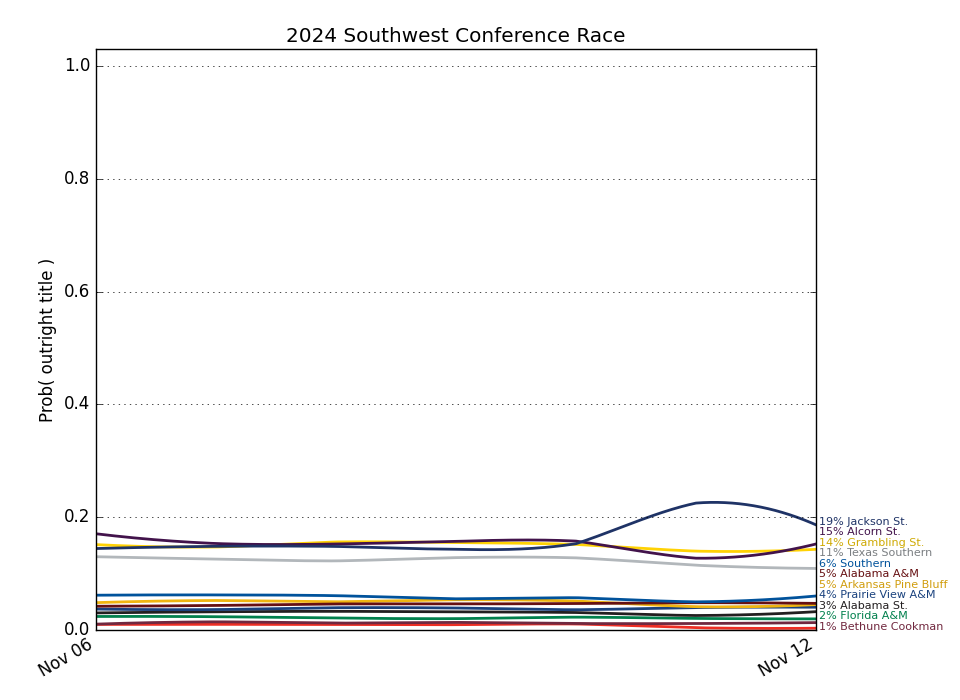 2024 Southwest Conference Race
Prob( outright title )
1.0
0.8
0.6
0.4
0.2
0.0
Nov 06
Nov 12
19% Jackson St.
15% Alcorn St.
14% Grambling St.
11% Texas Southern
6% Southern
5% Alabama A&M
5% Arkansas Pine Bluff
4% Prairie View A&M
3% Alabama St.
2% Florida A&M
1% Bethune Cookman